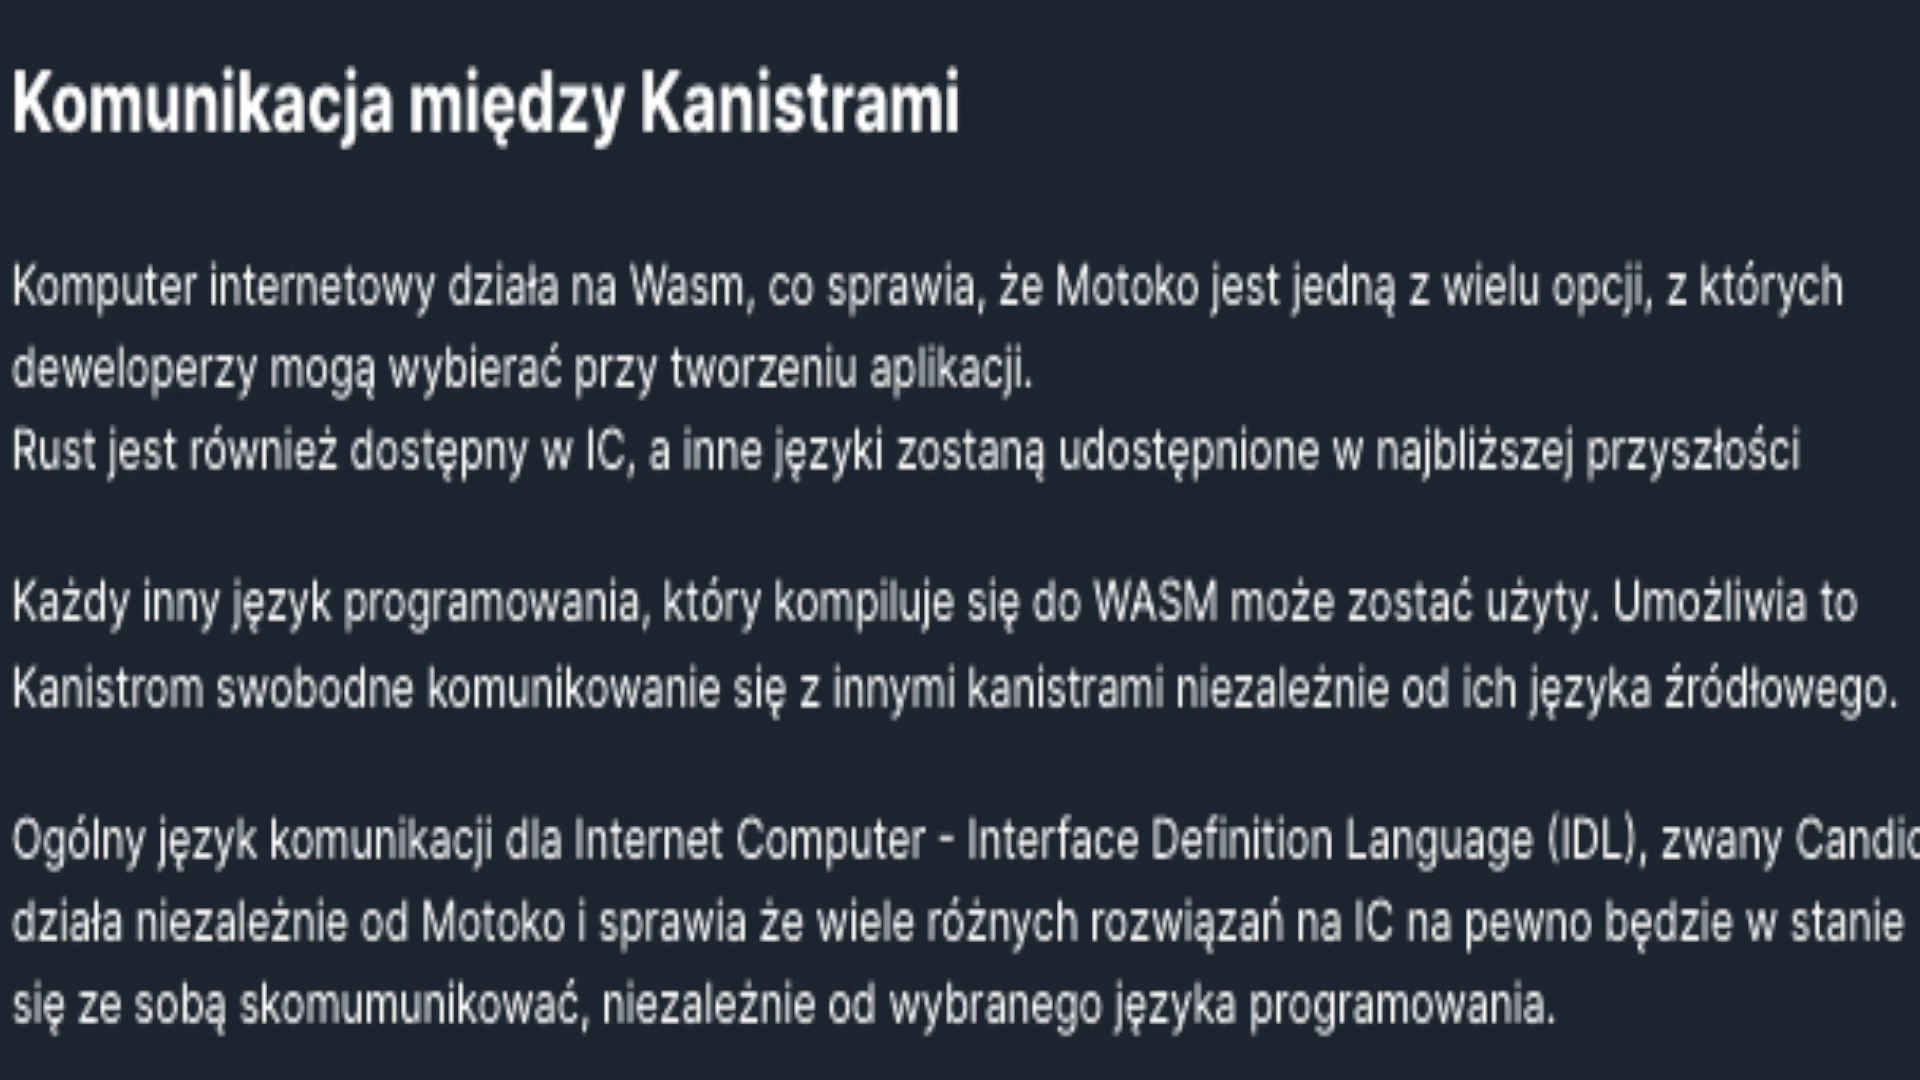 Komunikacja między Kanistrami
Komputer internetowy działa na Wasm, co sprawia, że Motoko jest jedną z wielu opcji, z których
deweloperzy mogą wybierać przy tworzeniu aplikacji.
Rust jest również dostępny w IC, a inne języki zostaną udostępnione w najbliższej przyszłości
Każdy inny język programowania, który kompiluje się do WASM może zostać użyty. Umożliwia to
Kanistrom swobodne komunikowanie się z innymi kanistrami niezależnie od ich języka źródłowego.
Ogólny język komunikacji dla Internet Computer - Interface Definition Language (IDL), zwany
działa niezależnie od Motoko i sprawia że wiele różnych rozwiązań na IC na pewno będzie w stanie
się ze sobą skomumunikować, niezależnie od wybranego języka programowania.